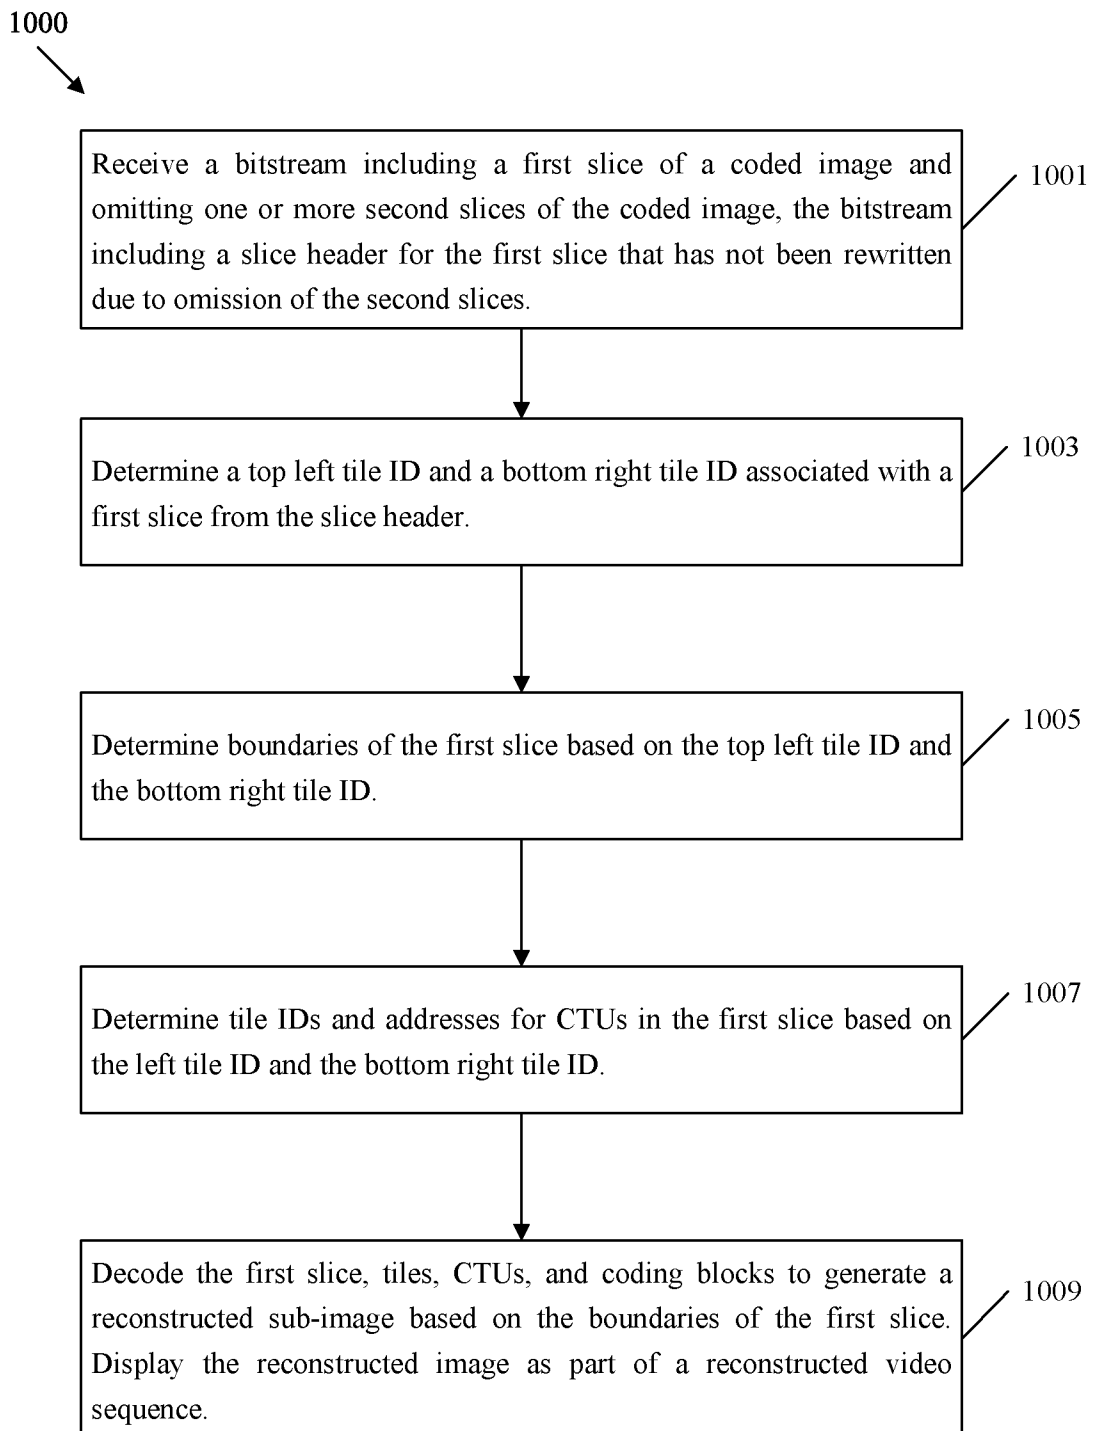 1000
Receive a bitstream including a first slice of a coded image and
omitting one or more second slices of the coded image, the bitstream
including a slice header for the first slice that has not been rewritten
due to omission of the second slices.
1001
Determine a top left tile ID and a bottom right tile ID associated with a
first slice from the slice header.
1003
Determine boundaries of the first slice based on the top left tile ID and
the bottom right tile ID.
1005
Determine tile IDs and addresses for CTUs in the first slice based on
the left tile ID and the bottom right tile ID.
1007
Decode the first slice, tiles, CTUs, and coding blocks to generate a
reconstructed sub-image based on the boundaries of the first slice.
Display the reconstructed image as part of a reconstructed video
sequence.
1009